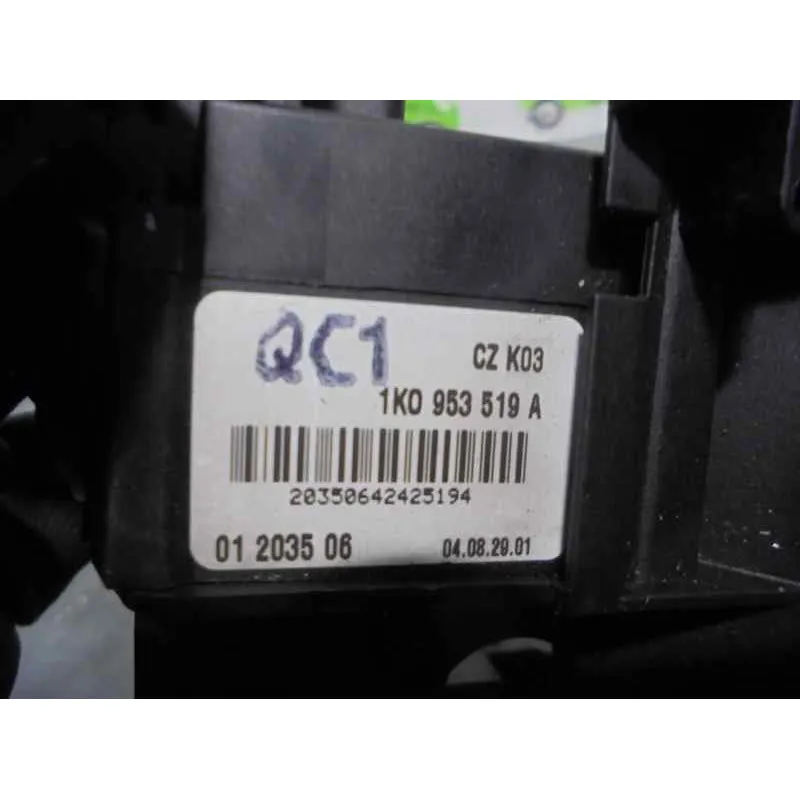 QC1
CZ K03
1K0 953 519 A
20350642425194
01 2035 06
04.08.29.01